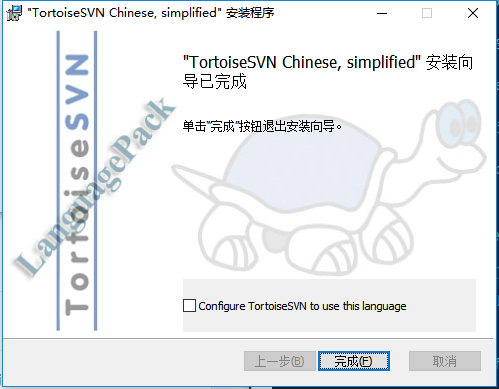 "TortoiseSVN Chinese, simplified" 安装程序
"TortoiseSVN Chinese, simplified" 安装向
导已完成
单击"完成"按钮退出安装向导。
TortoiseSVN
LanguagePack
Configure TortoiseSVN to use this language
上一步(B)
完成(F)
取消